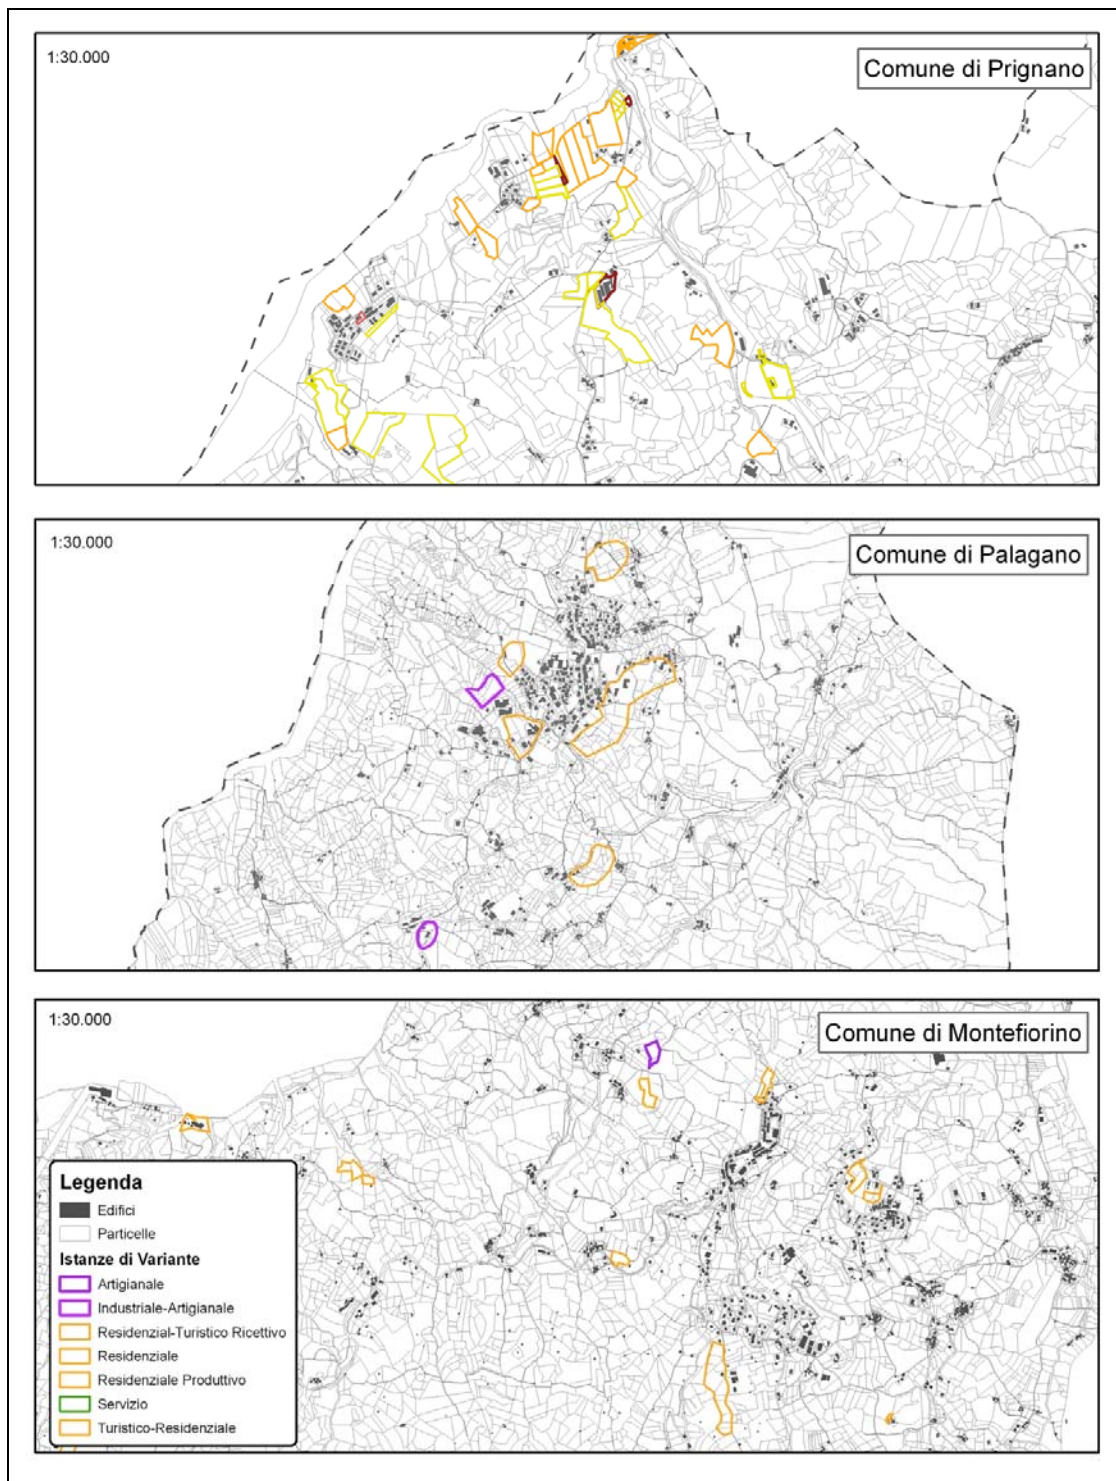 1:30.000
Comune di Prignano
1:30.000
Comune di Palagano
1:30.000
Comune di Montefiorino
Legenda
Edifici
Particelle
Istanze di Variante
Artigianale
Industriale-Artigianale
Residenzial-Turistico Ricettivo
Residenziale
Residenziale Produttivo
Servizio
Turistico-Residenziale